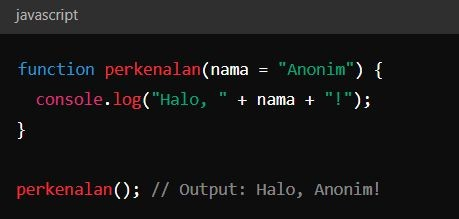 javascript
function perkenalan(nama = "Anonim") {
  console.log("Halo, " + nama + "!");
}
perkenalan(); // Output: Halo, Anonim!